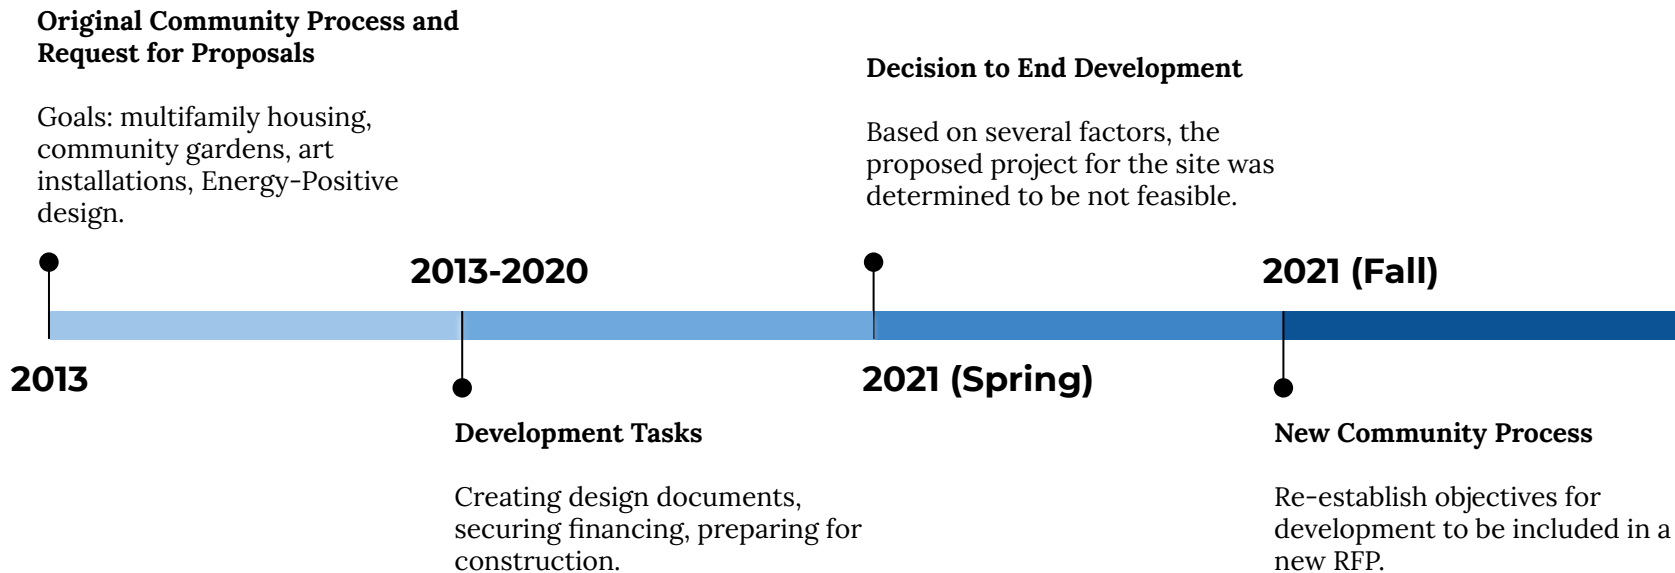 Original Community Process and
Request for Proposals
Goals: multifamily housing,
community gardens, art
installations, Energy-Positive
design.
2013
2013-2020
Development Tasks
Creating design documents,
securing financing, preparing for
construction.
Decision to End Development
Based on several factors, the
proposed project for the site was
determined to be not feasible.
2021 (Spring)
2021 (Fall)
New Community Process
Re-establish objectives for
development to be included in a
new RFP.